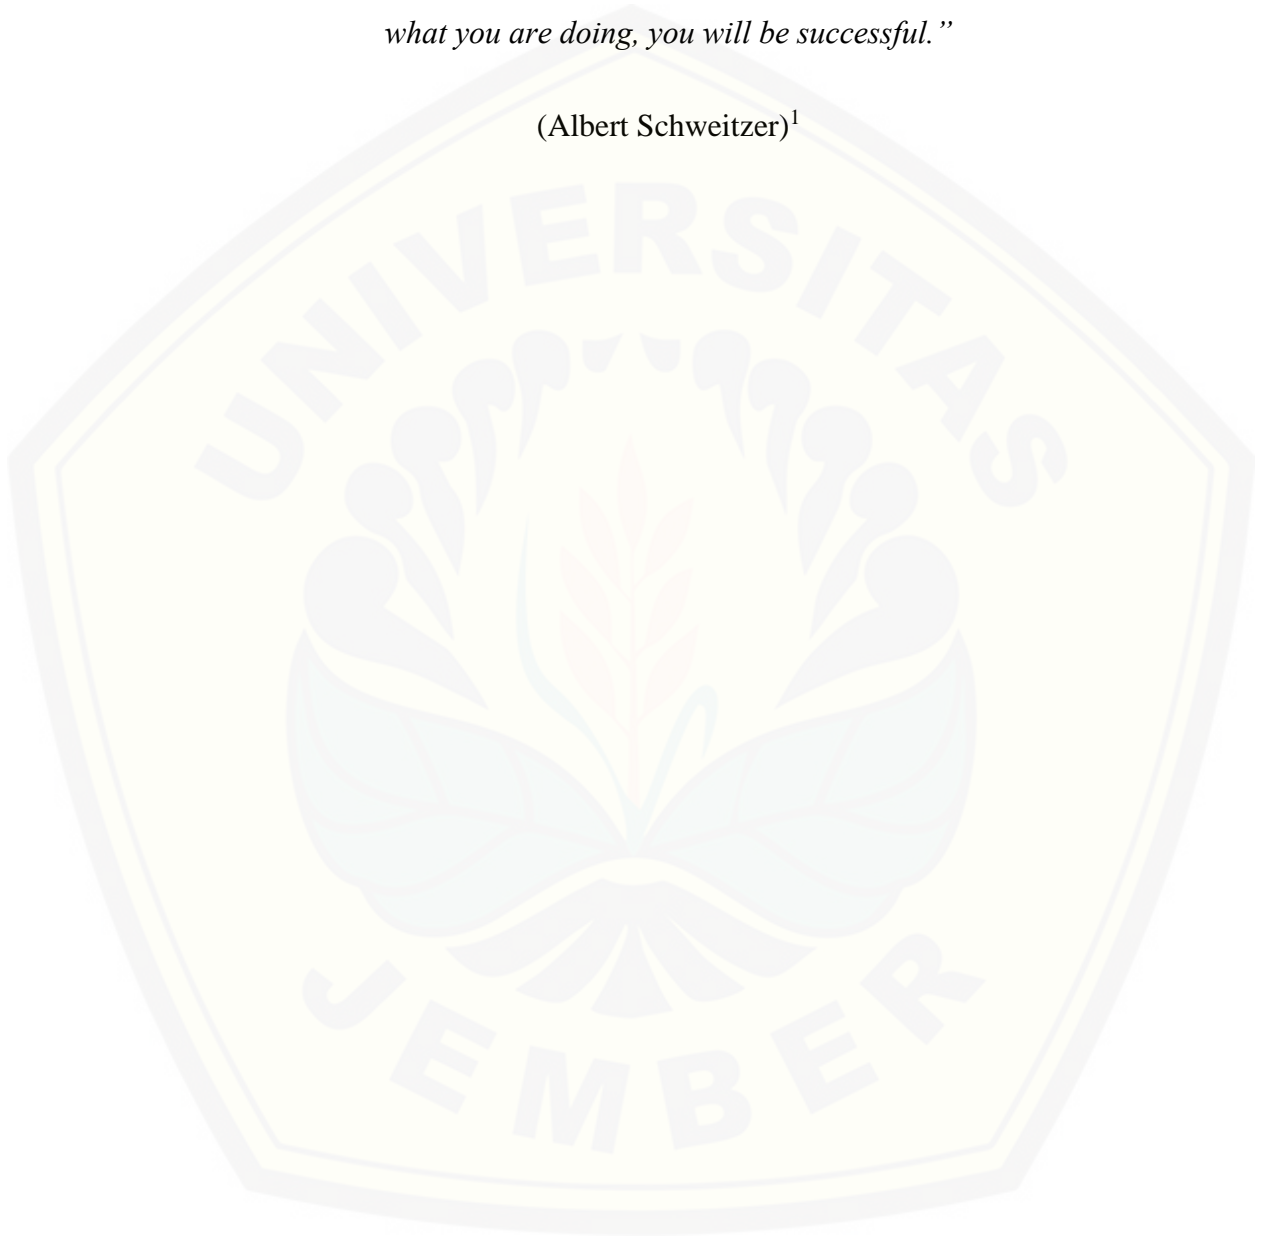 what you are doing, you will be successful.”
(Albert Schweitzer)1
UNIVERSITAS
JEMBER